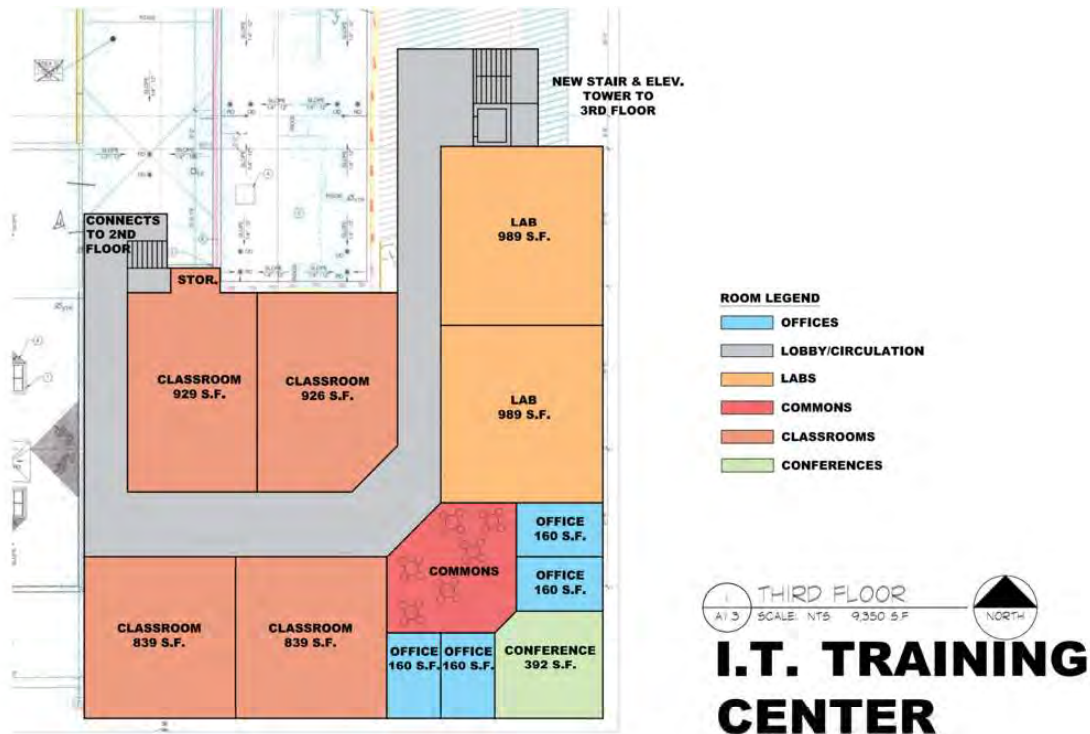 NEW STAIR & ELEV.
TOWER TO
3RD FLOOR
CONNECTS
TO 2ND
FLOOR
STOR.
LAB
989 S.F.
CLASSROOM
929 S.F.
CLASSROOM
926 S.F.
LAB
989 S.F.
OFFICE
160 S.F.
COMMONS
OFFICE
160 S.F.
CLASSROOM
839 S.F.
CLASSROOM
839 S.F.
OFFICE
160 S.F.
OFFICE
160 S.F.
CONFERENCE
392 S.F.
ROOM LEGEND
OFFICES
LOBBY/CIRCULATION
LABS
COMMONS
CLASSROOMS
CONFERENCES
1
A1.3
THIRD FLOOR
SCALE: NTS 9,350 S.F
NORTH
I.T. TRAINING
CENTER